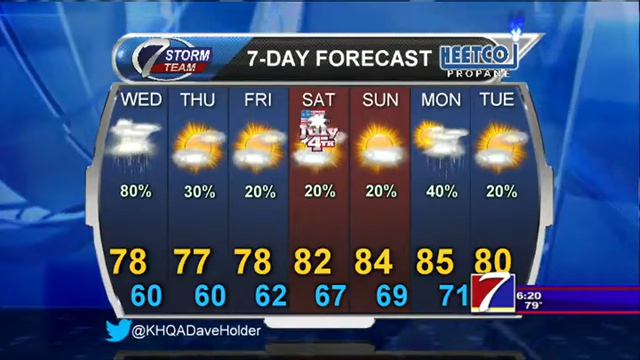 7 STORM TEAM
7-DAY FORECAST
HEETCO
PROPANE
WED THU FRI SAT SUN MON TUE
July 4TH
80% 30% 20% 20% 20% 40% 20%
78 77 78 82 84 85 80
60 60 62 67 69 71
7
6:20
79°
@KHQADaveHolder